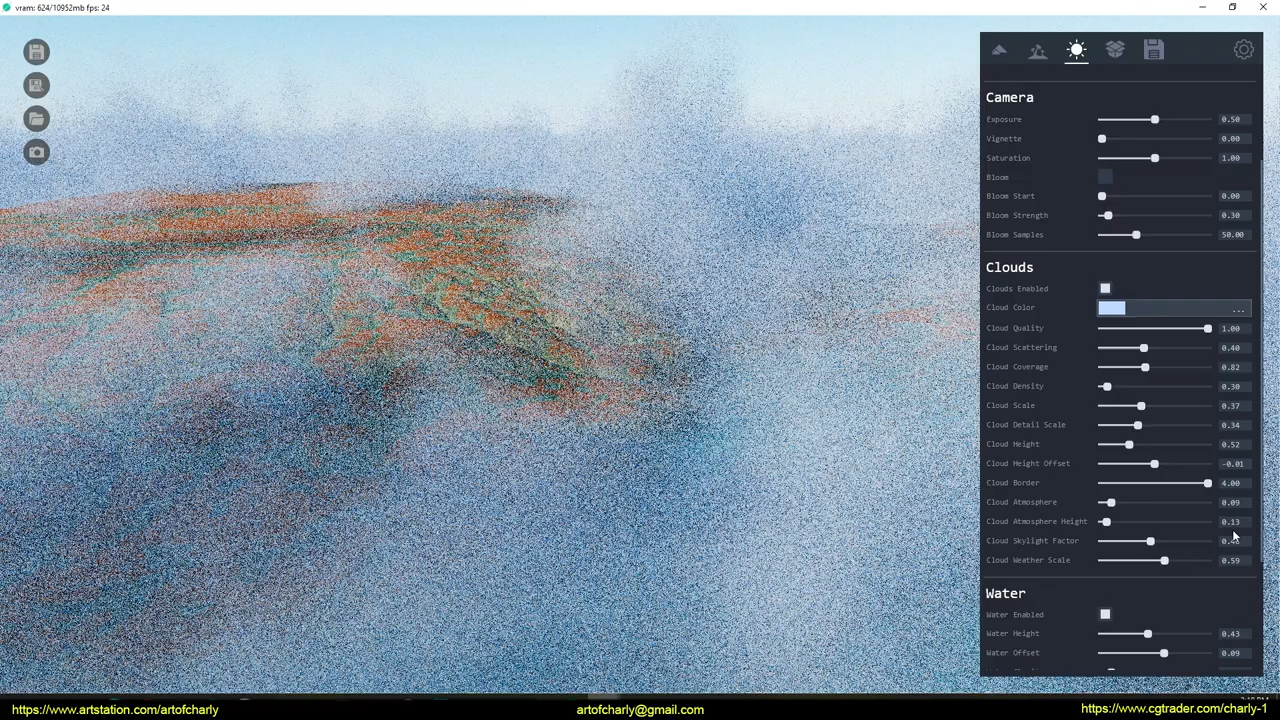 vram: 624/10952mb fps: 24
Camera
Exposure 0.50
Vignette 0.00
Saturation 1.00
Bloom
Bloom Start 0.00
Bloom Strength 0.30
Bloom Samples 50.00
Clouds
Clouds Enabled
Cloud Color ...
Cloud Quality 1.00
Cloud Scattering 0.40
Cloud Coverage 0.82
Cloud Density 0.30
Cloud Scale 0.37
Cloud Detail Scale 0.34
Cloud Height 0.52
Cloud Height Offset -0.01
Cloud Border 4.00
Cloud Atmosphere 0.09
Cloud Atmosphere Height 0.13
Cloud Skylight Factor
Cloud Weather Scale 0.59
Water
Water Enabled
Water Height 0.43
Water Offset 0.09
https://www.artstation.com/artofcharly artofcharly@gmail.com https://www.cgtrader.com/charly-1